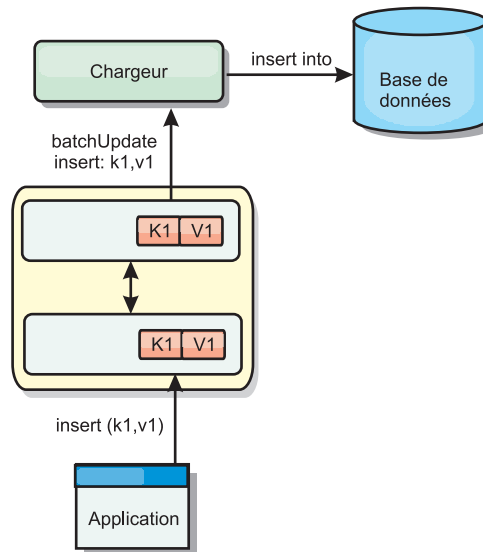 Chargeur
insert into
Base de
données
batchUpdate
insert: k1,v1
K1 V1
K1 V1
insert (k1,v1)
Application